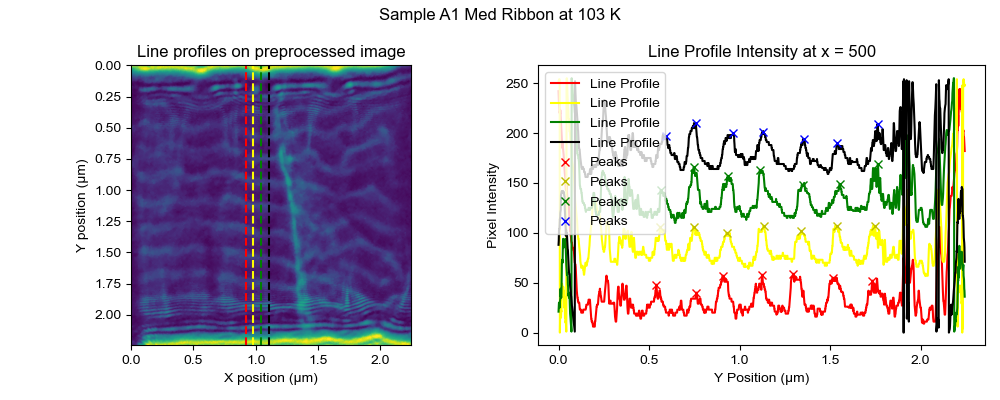 Sample A1 Med Ribbon at 103 K
Line profiles on preprocessed image
0.00
0.25
0.50
0.75
1.00
1.25
1.50
1.75
2.00
Y position (μm)
0.0
0.5
1.0
1.5
2.0
X position (μm)
Line Profile Intensity at x = 500
250
200
150
100
50
0
Pixel Intensity
Line Profile
Line Profile
Line Profile
Line Profile
Peaks
Peaks
Peaks
Peaks
0.0
0.5
1.0
1.5
2.0
Y Position (μm)